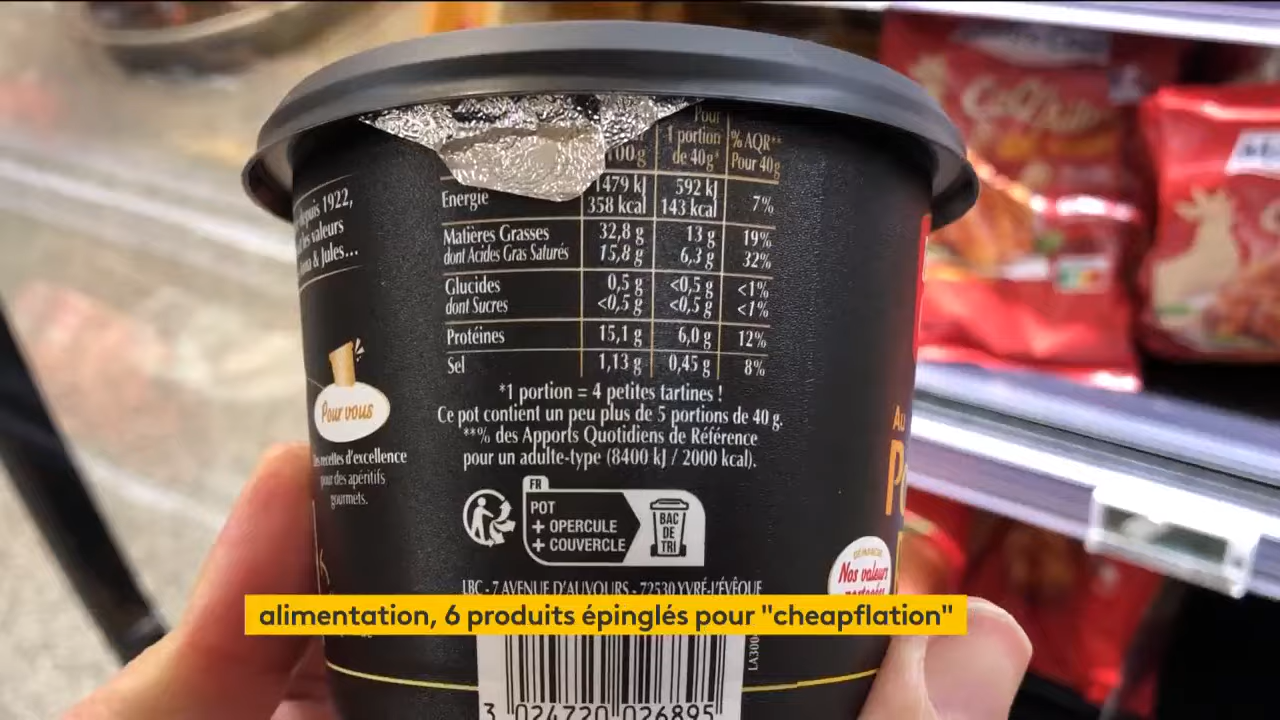 depuis 1922,
les valeurs
& Jules...
Pour vous
recettes d'excellence
pour des apéritifs
gourmets.
Pour
1 portion
de 40g*
% AQR**
Pour 40g
100g
Energie 1479 kJ 592 kJ 7%
358 kcal 143 kcal
Matières Grasses 32,8 g 13 g 19%
dont Acides Gras Saturés 15,8 g 6,3 g 32%
Glucides 0,5 g <0,5 g <1%
dont Sucres <0,5 g <0,5 g <1%
Protéines 15,1 g 6,0 g 12%
Sel 1,13 g 0,45 g 8%
*1 portion = 4 petites tartines !
Ce pot contient un peu plus de 5 portions de 40 g.
**% des Apports Quotidiens de Référence
pour un adulte-type (8400 kJ / 2000 kcal).
FR
POT
+ OPERCULE
+ COUVERCLE
BAC
DE
TRI
LBC - 7 AVENUE D'AUVOURS - 72530 YVRÉ-l'ÉVÊQUE
Au
DÉMARCHE
Nos valeurs
partagées
alimentation, 6 produits épinglés pour "cheapflation"
3 024720 026895